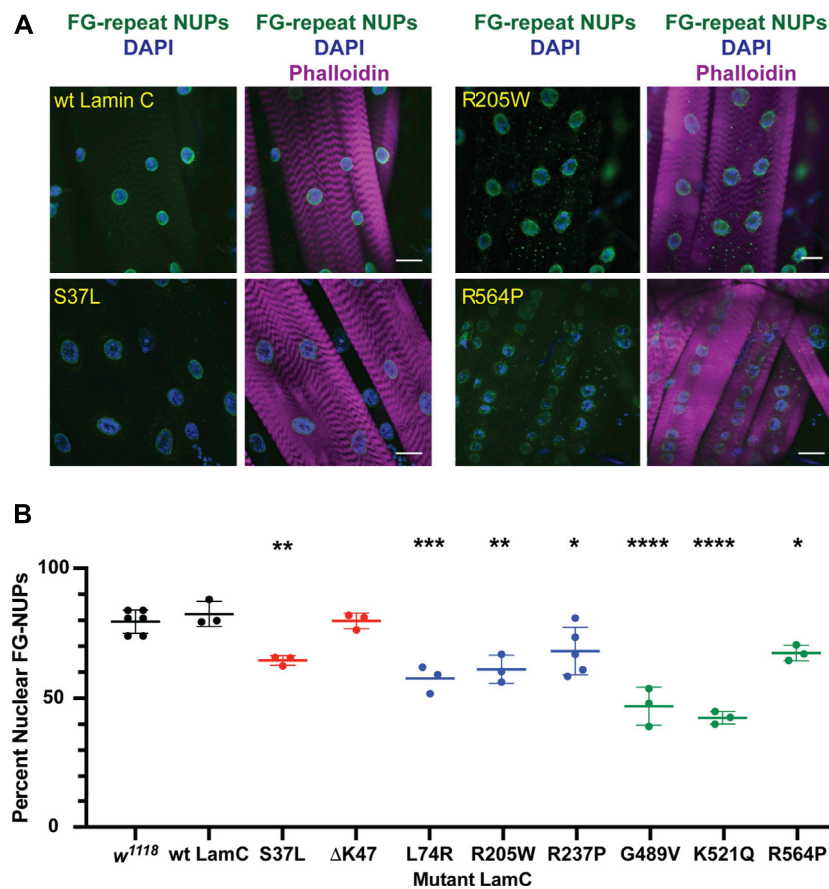 A
FG-repeat NUPs
DAPI
FG-repeat NUPs
DAPI
Phalloidin
FG-repeat NUPs
DAPI
FG-repeat NUPs
DAPI
Phalloidin
wt Lamin C
R205W
S37L
R564P
B
** *** ** * **** **** *
Percent Nuclear FG-NUPs
100
50
0
w1118 wt LamC S37L ΔK47 L74R R205W R237P G489V K521Q R564P
Mutant LamC